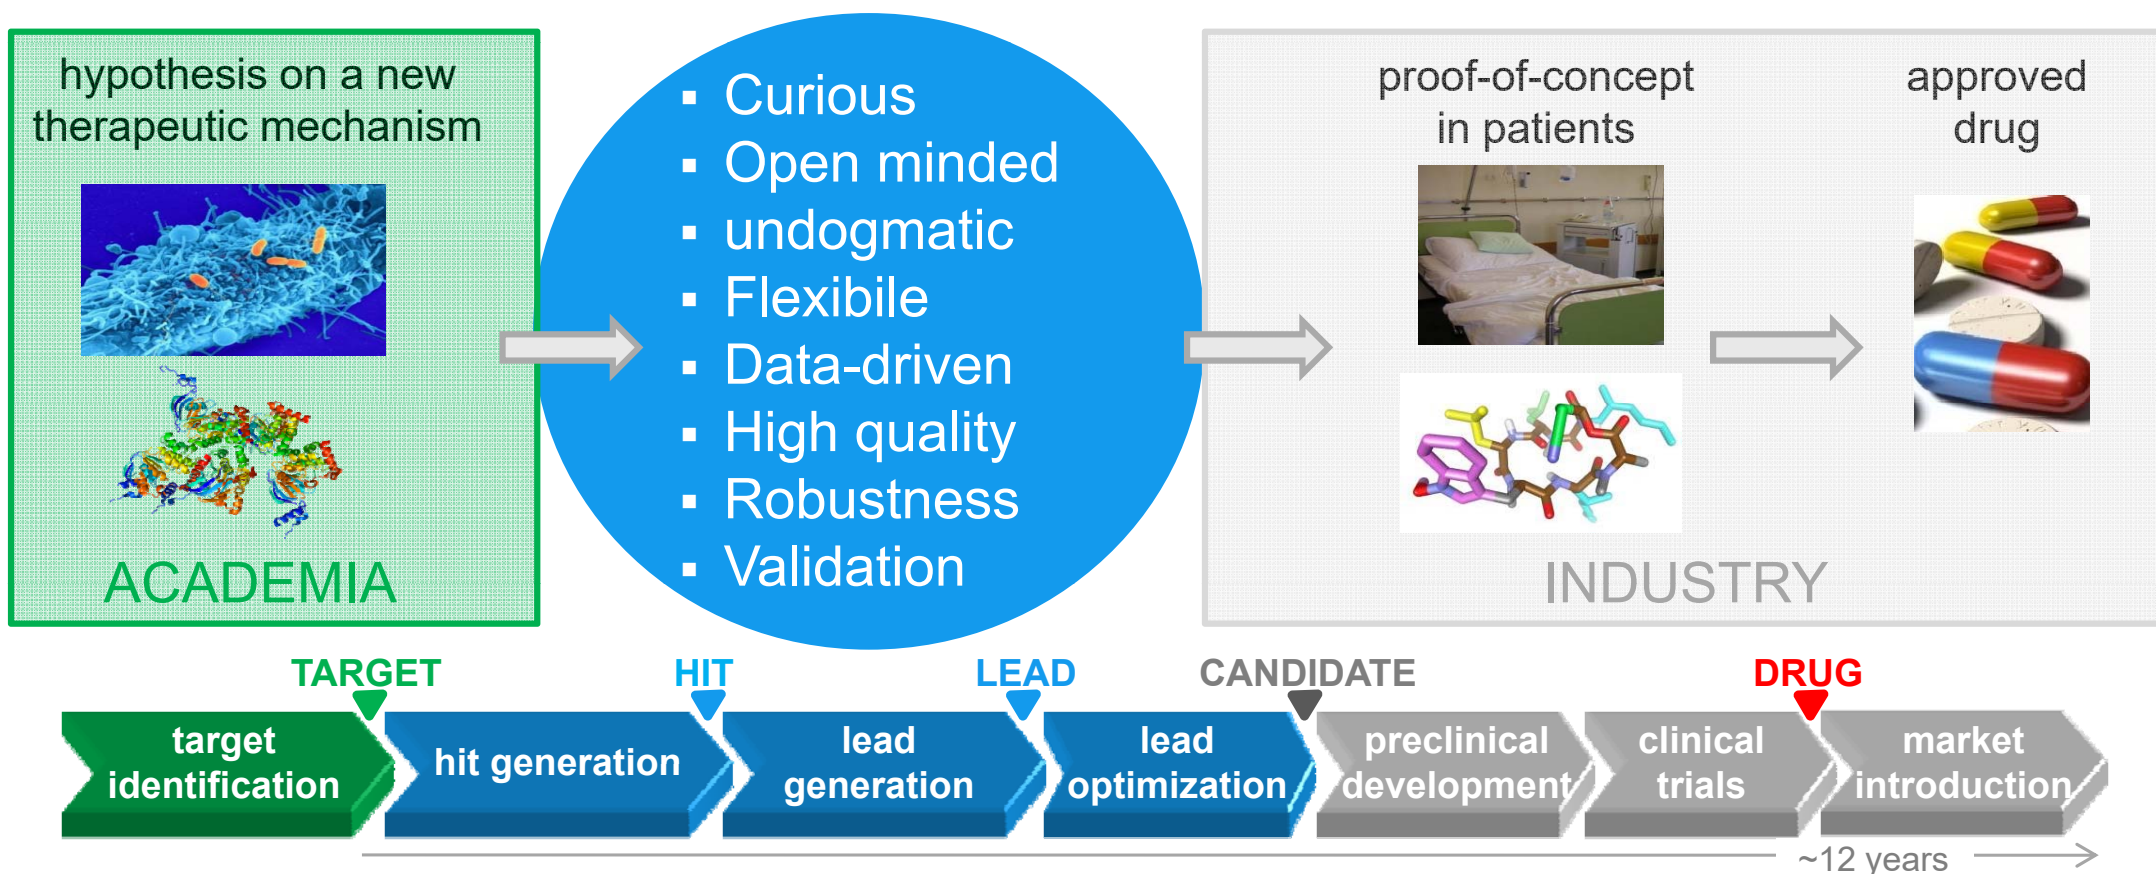 hypothesis on a new
therapeutic mechanism
ACADEMIA
▪ Curious
▪ Open minded
▪ undogmatic
▪ Flexibile
▪ Data-driven
▪ High quality
▪ Robustness
▪ Validation
proof-of-concept
in patients
approved
drug
INDUSTRY
TARGET
HIT
LEAD
CANDIDATE
DRUG
target
identification
hit generation
lead
generation
lead
optimization
preclinical
development
clinical
trials
market
introduction
~12 years